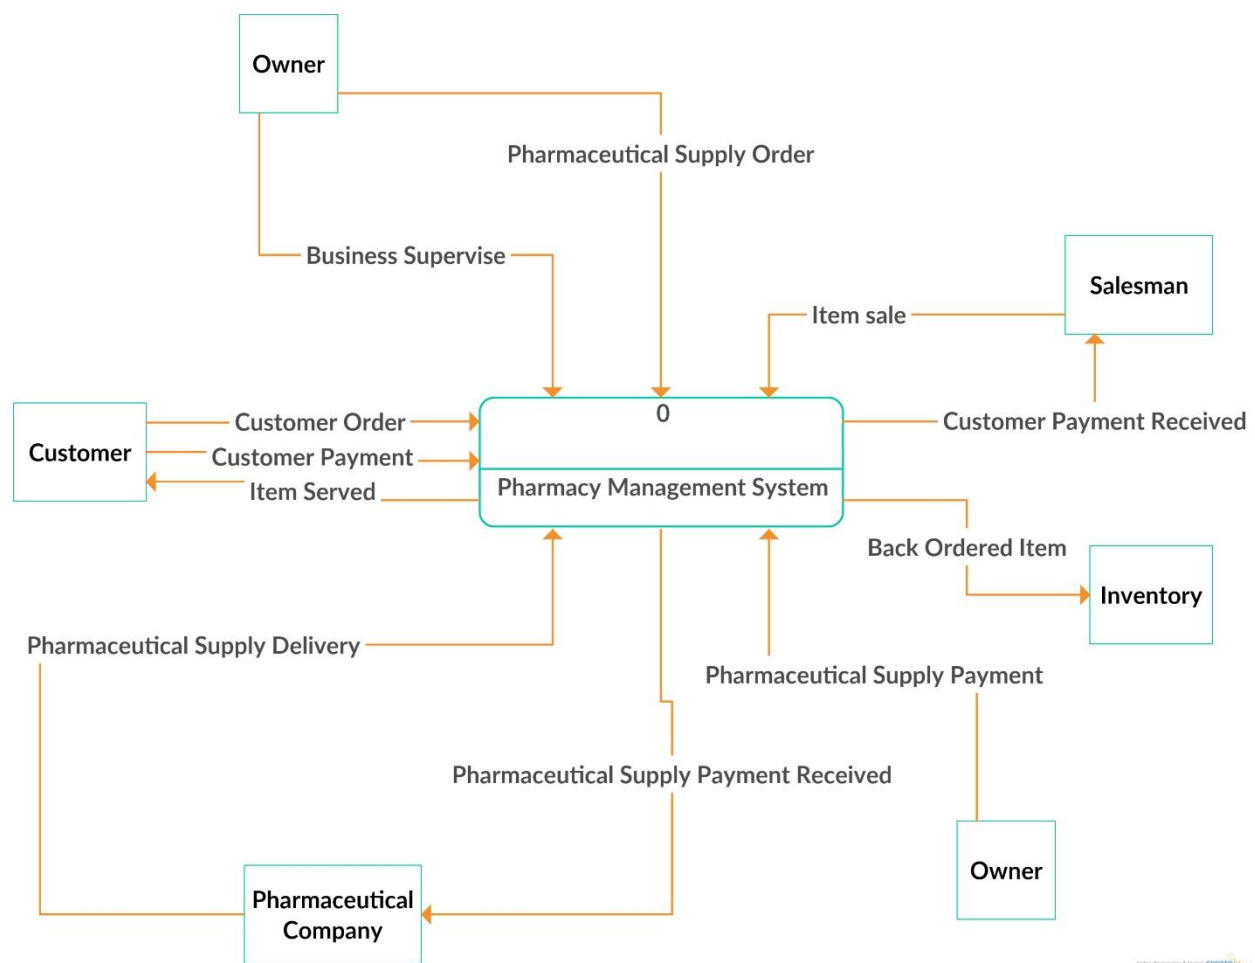 Owner
Pharmaceutical Supply Order
Business Supervise
Salesman
Item sale
0
Customer Order
Customer Payment Received
Customer
Customer Payment
Pharmacy Management System
Item Served
Back Ordered Item
Inventory
Pharmaceutical Supply Delivery
Pharmaceutical Supply Payment
Pharmaceutical Supply Payment Received
Owner
Pharmaceutical
Company